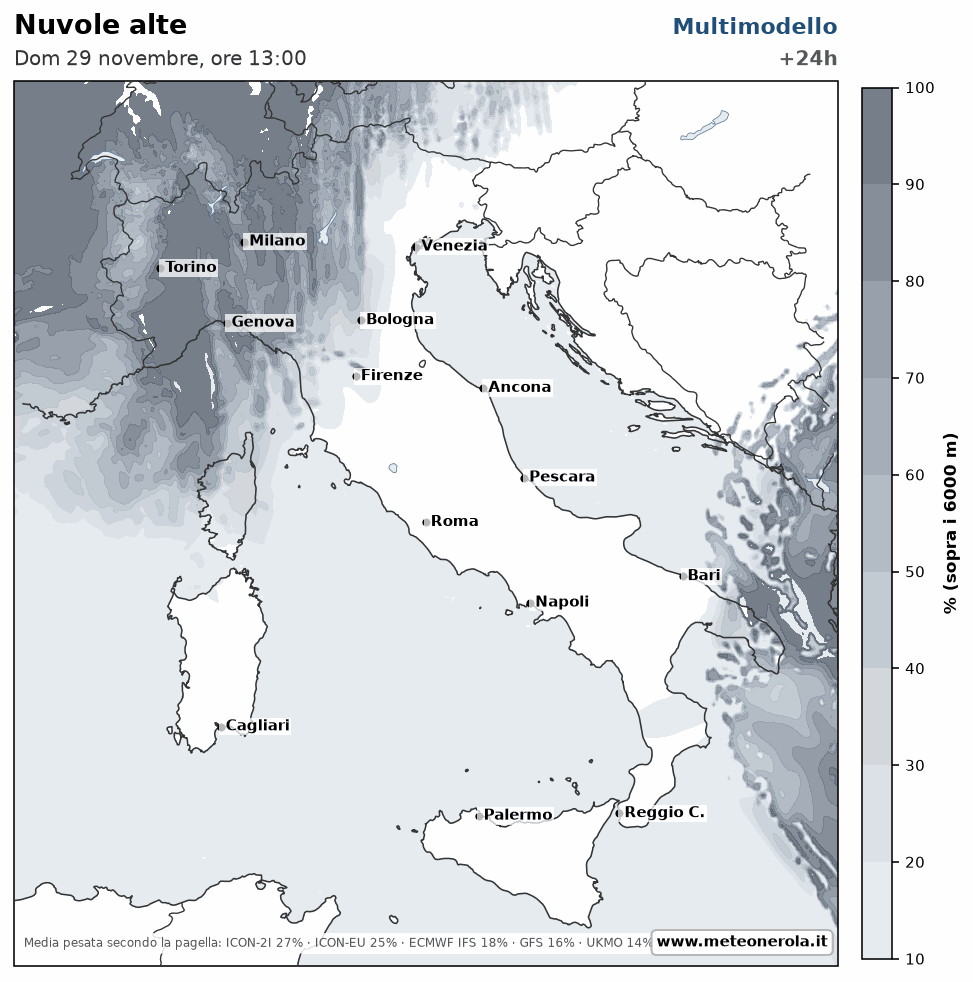 Nuvole alte
Multimodello
Dom 29 novembre, ore 13:00
+24h
100
90
80
70
60
50
40
30
20
10
% (sopra i 6000 m)
Milano
Venezia
Torino
Genova
Bologna
Firenze
Ancona
Pescara
Roma
Bari
Napoli
Cagliari
Palermo
Reggio C.
Media pesata secondo la pagella: ICON-2I 27% · ICON-EU 25% · ECMWF IFS 18% · GFS 16% · UKMO 14%
www.meteonerola.it